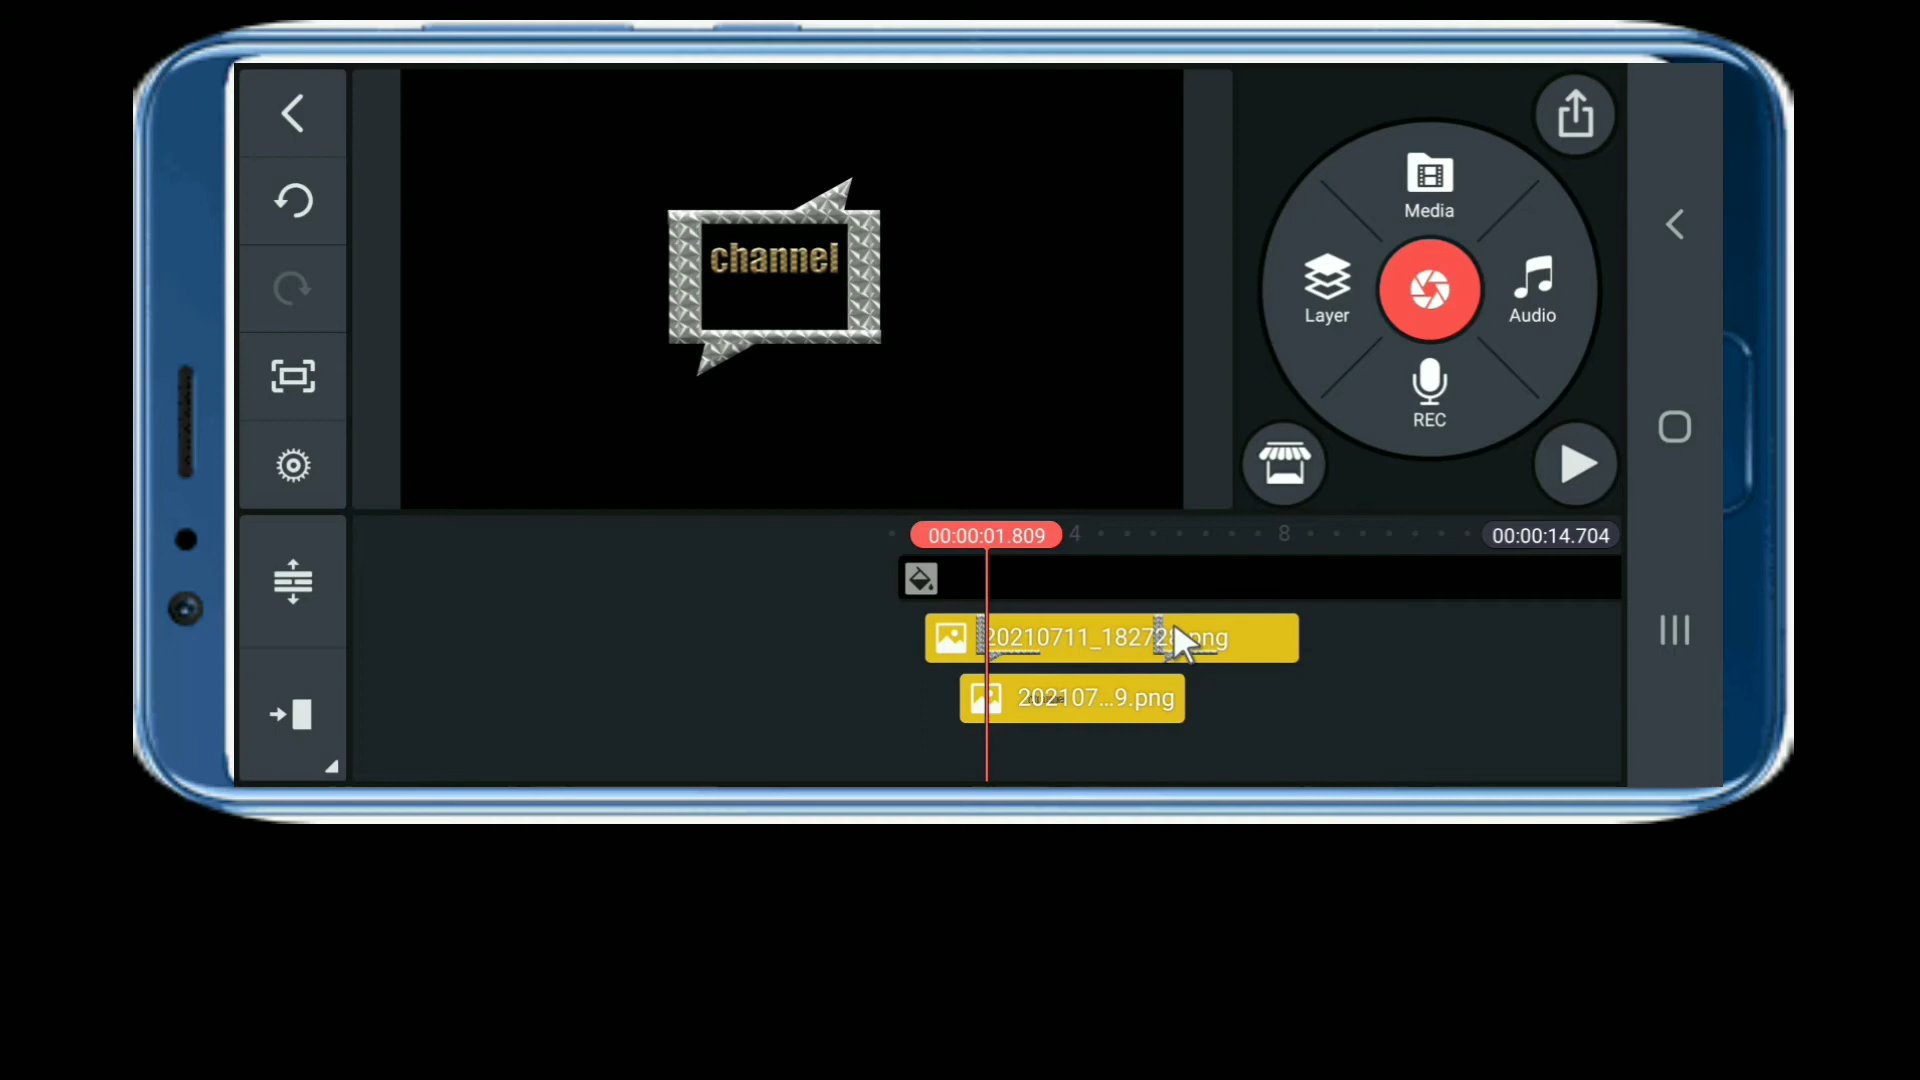 Media
channel
Layer
Audio
REC
00:00:01.809
4
8
00:00:14.704
20210711_182728.png
202107...9.png